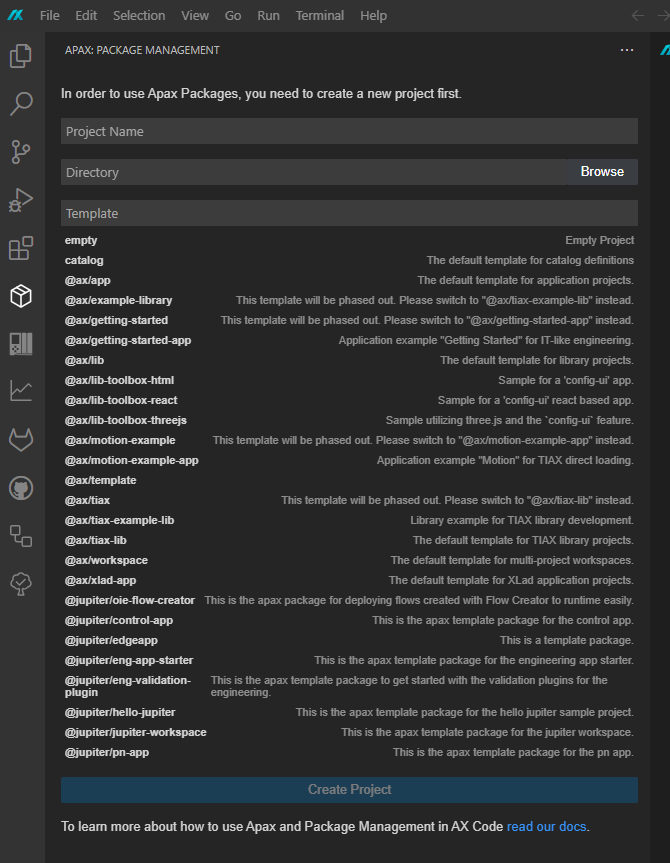 File Edit Selection View Go Run Terminal Help
APAX: PACKAGE MANAGEMENT
In order to use Apax Packages, you need to create a new project first.
Project Name
Directory Browse
Template
empty Empty Project
catalog The default template for catalog definitions
@ax/app The default template for application projects.
@ax/example-library This template will be phased out. Please switch to "@ax/tiax-example-lib" instead.
@ax/getting-started This template will be phased out. Please switch to "@ax/getting-started-app" instead.
@ax/getting-started-app Application example "Getting Started" for IT-like engineering.
@ax/lib The default template for library projects.
@ax/lib-toolbox-html Sample for a 'config-ui' app.
@ax/lib-toolbox-react Sample for a 'config-ui' react based app.
@ax/lib-toolbox-threejs Sample utilizing three.js and the `config-ui` feature.
@ax/motion-example This template will be phased out. Please switch to "@ax/motion-example-app" instead.
@ax/motion-example-app Application example "Motion" for TIAX direct loading.
@ax/template
@ax/tiax This template will be phased out. Please switch to "@ax/tiax-lib" instead.
@ax/tiax-example-lib Library example for TIAX library development.
@ax/tiax-lib The default template for TIAX library projects.
@ax/workspace The default template for multi-project workspaces.
@ax/xlad-app The default template for XLad application projects.
@jupiter/oie-flow-creator This is the apax package for deploying flows created with Flow Creator to runtime easily.
@jupiter/control-app This is the apax template package for the control app.
@jupiter/edgeapp This is a template package.
@jupiter/eng-app-starter This is the apax template package for the engineering app starter.
@jupiter/eng-validation- This is the apax template package to get started with the validation plugins for the
plugin engineering.
@jupiter/hello-jupiter This is the apax template package for the hello jupiter sample project.
@jupiter/jupiter-workspace This is the apax template package for the jupiter workspace.
@jupiter/pn-app This is the apax template package for the pn app.
Create Project
To learn more about how to use Apax and Package Management in AX Code read our docs.